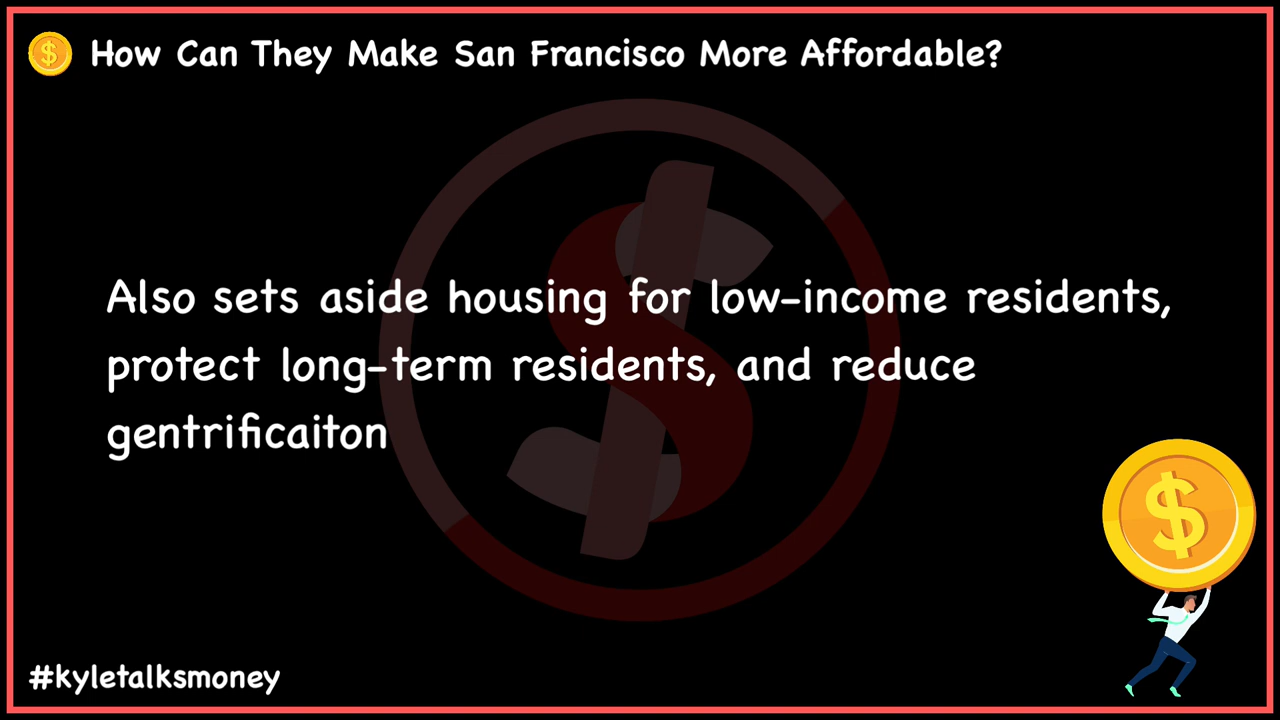 How Can They Make San Francisco More Affordable?
Also sets aside housing for low-income residents,
protect long-term residents, and reduce
gentrificaiton
#kyletalksmoney